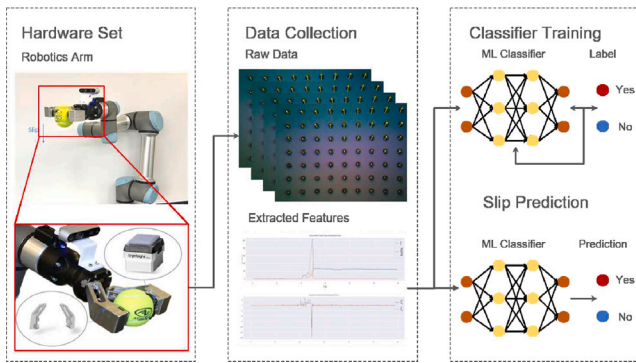 Hardware Set
Robotics Arm
Slip
Data Collection
Raw Data
Extracted Features
Classifier Training
ML Classifier
Label
Yes
No
Slip Prediction
ML Classifier
Prediction
Yes
No